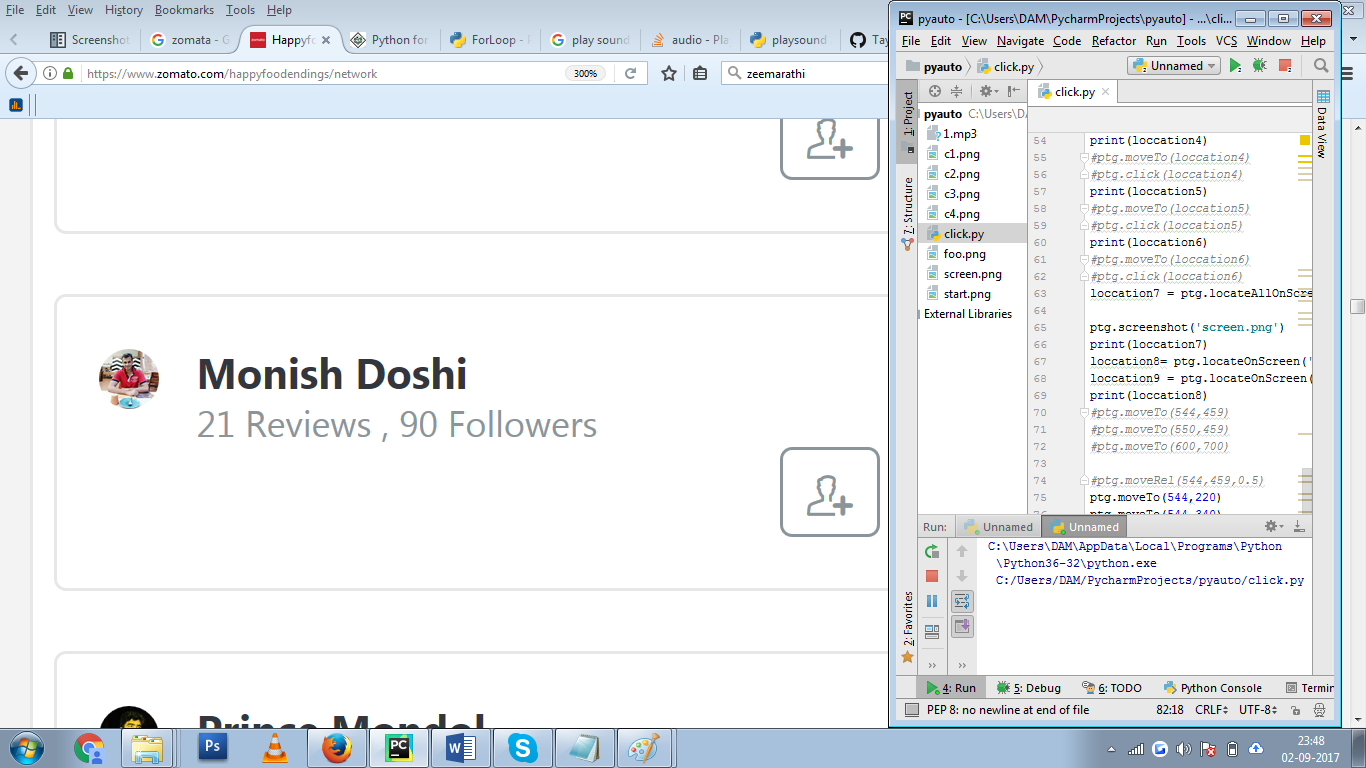 File Edit View History Bookmarks Tools Help
Screenshot
zomata - G
Happyfo
Python for
ForLoop -
play sound
audio - Pla
playsound
Tay
https://www.zomato.com/happyfoodendings/network
300%
zeemarathi
Monish Doshi
21 Reviews , 90 Followers
Prince Mondol
pyauto - [C:\Users\DAM\PycharmProjects\pyauto] - ...\cli...
File Edit View Navigate Code Refactor Run Tools VCS Window Help
pyauto click.py
Unnamed
1: Project
7: Structure
2: Favorites
Data View
click.py
pyauto C:\Users\DA
1.mp3
c1.png
c2.png
c3.png
c4.png
click.py
foo.png
screen.png
start.png
External Libraries
54 print(loccation4)
55 #ptg.moveTo(loccation4)
56 #ptg.click(loccation4)
57 print(loccation5)
58 #ptg.moveTo(loccation5)
59 #ptg.click(loccation5)
60 print(loccation6)
61 #ptg.moveTo(loccation6)
62 #ptg.click(loccation6)
63 loccation7 = ptg.locateAllOnScre
64
65 ptg.screenshot('screen.png')
66 print(loccation7)
67 loccation8= ptg.locateOnScreen('
68 loccation9 = ptg.locateOnScreen(
69 print(loccation8)
70 #ptg.moveTo(544,459)
71 #ptg.moveTo(550,459)
72 #ptg.moveTo(600,700)
73
74 #ptg.moveRel(544,459,0.5)
75 ptg.moveTo(544,220)
76 ptg.moveTo(544,340)
Run: Unnamed Unnamed
C:\Users\DAM\AppData\Local\Programs\Python
\Python36-32\python.exe
C:/Users/DAM/PycharmProjects/pyauto/click.py
4: Run 5: Debug 6: TODO Python Console Termin
PEP 8: no newline at end of file 82:18 CRLF UTF-8
Ps
PC
W
S
23:48
02-09-2017